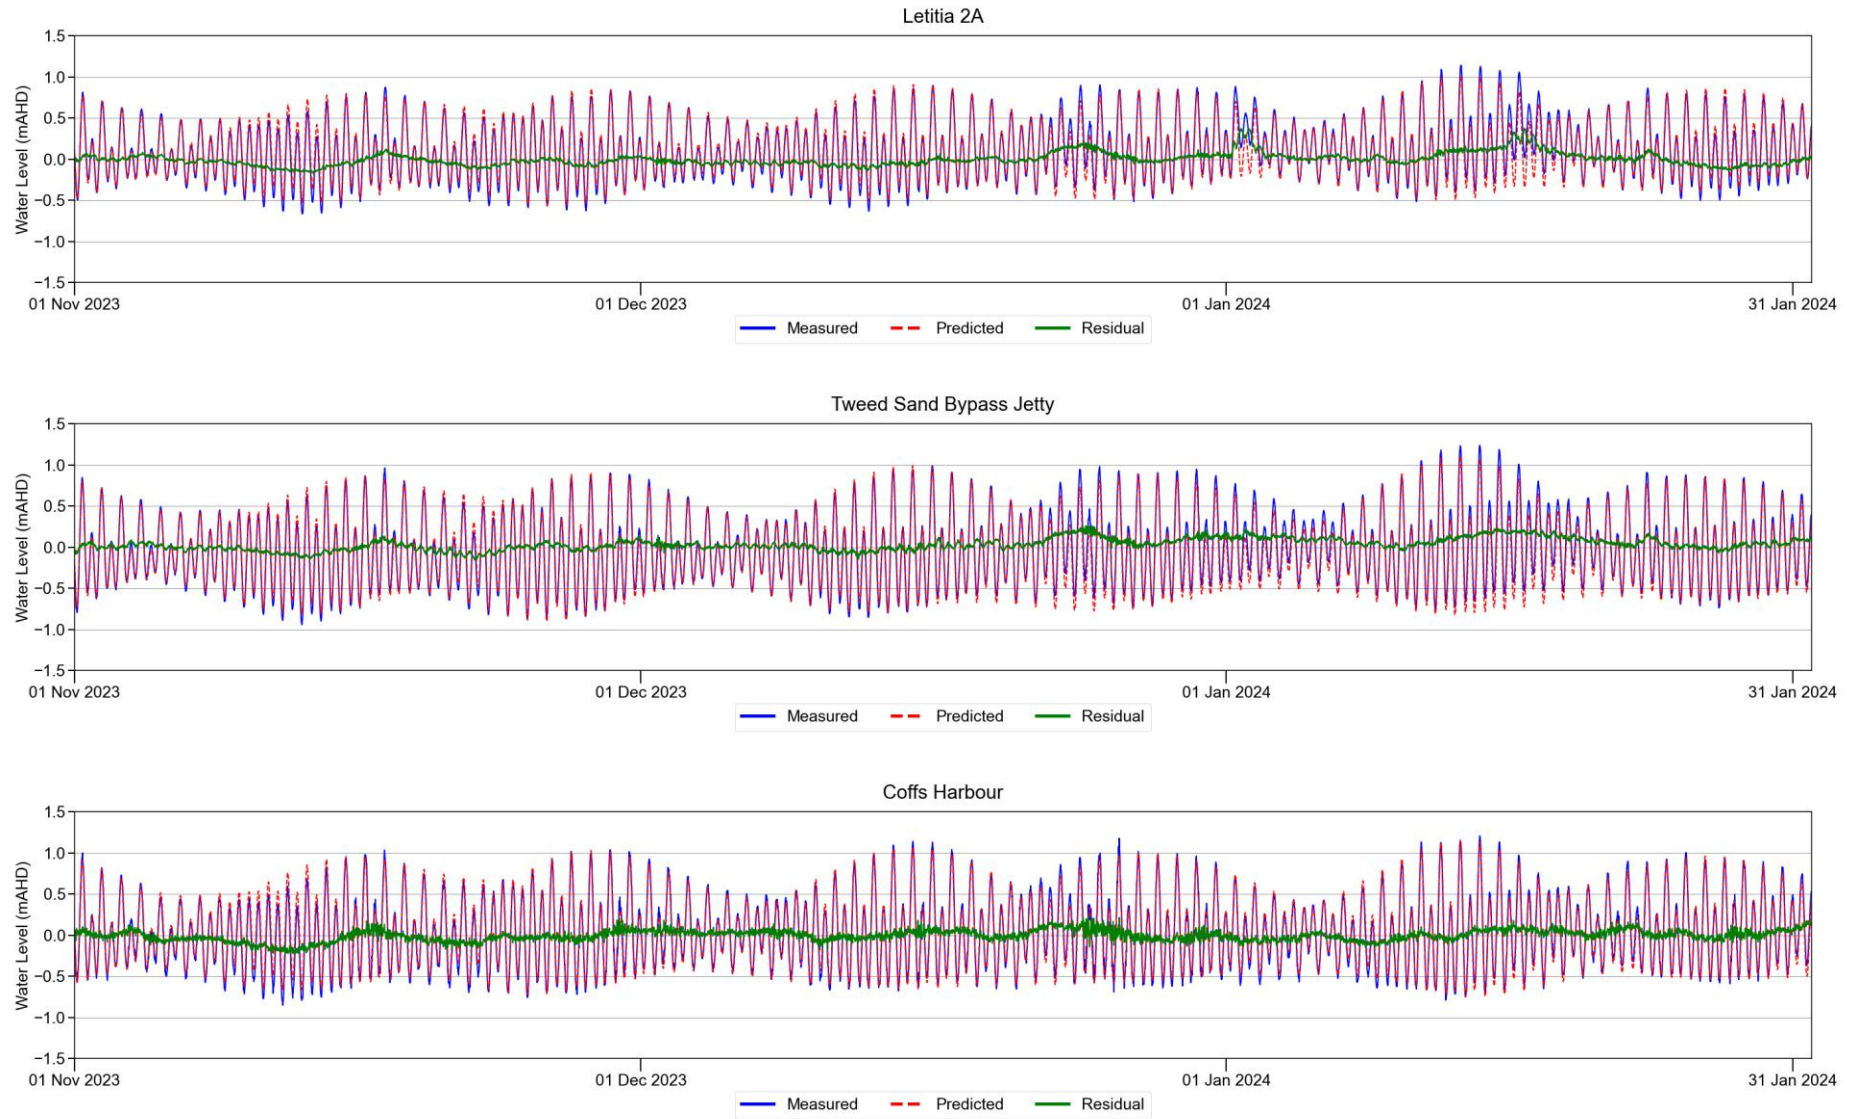 Letitia 2A
Water Level (mAHD)
1.5
1.0
0.5
0.0
−0.5
−1.0
−1.5
01 Nov 2023
01 Dec 2023
01 Jan 2024
31 Jan 2024
Measured
Predicted
Residual
Tweed Sand Bypass Jetty
Water Level (mAHD)
1.5
1.0
0.5
0.0
−0.5
−1.0
−1.5
01 Nov 2023
01 Dec 2023
01 Jan 2024
31 Jan 2024
Measured
Predicted
Residual
Coffs Harbour
Water Level (mAHD)
1.5
1.0
0.5
0.0
−0.5
−1.0
−1.5
01 Nov 2023
01 Dec 2023
01 Jan 2024
31 Jan 2024
Measured
Predicted
Residual